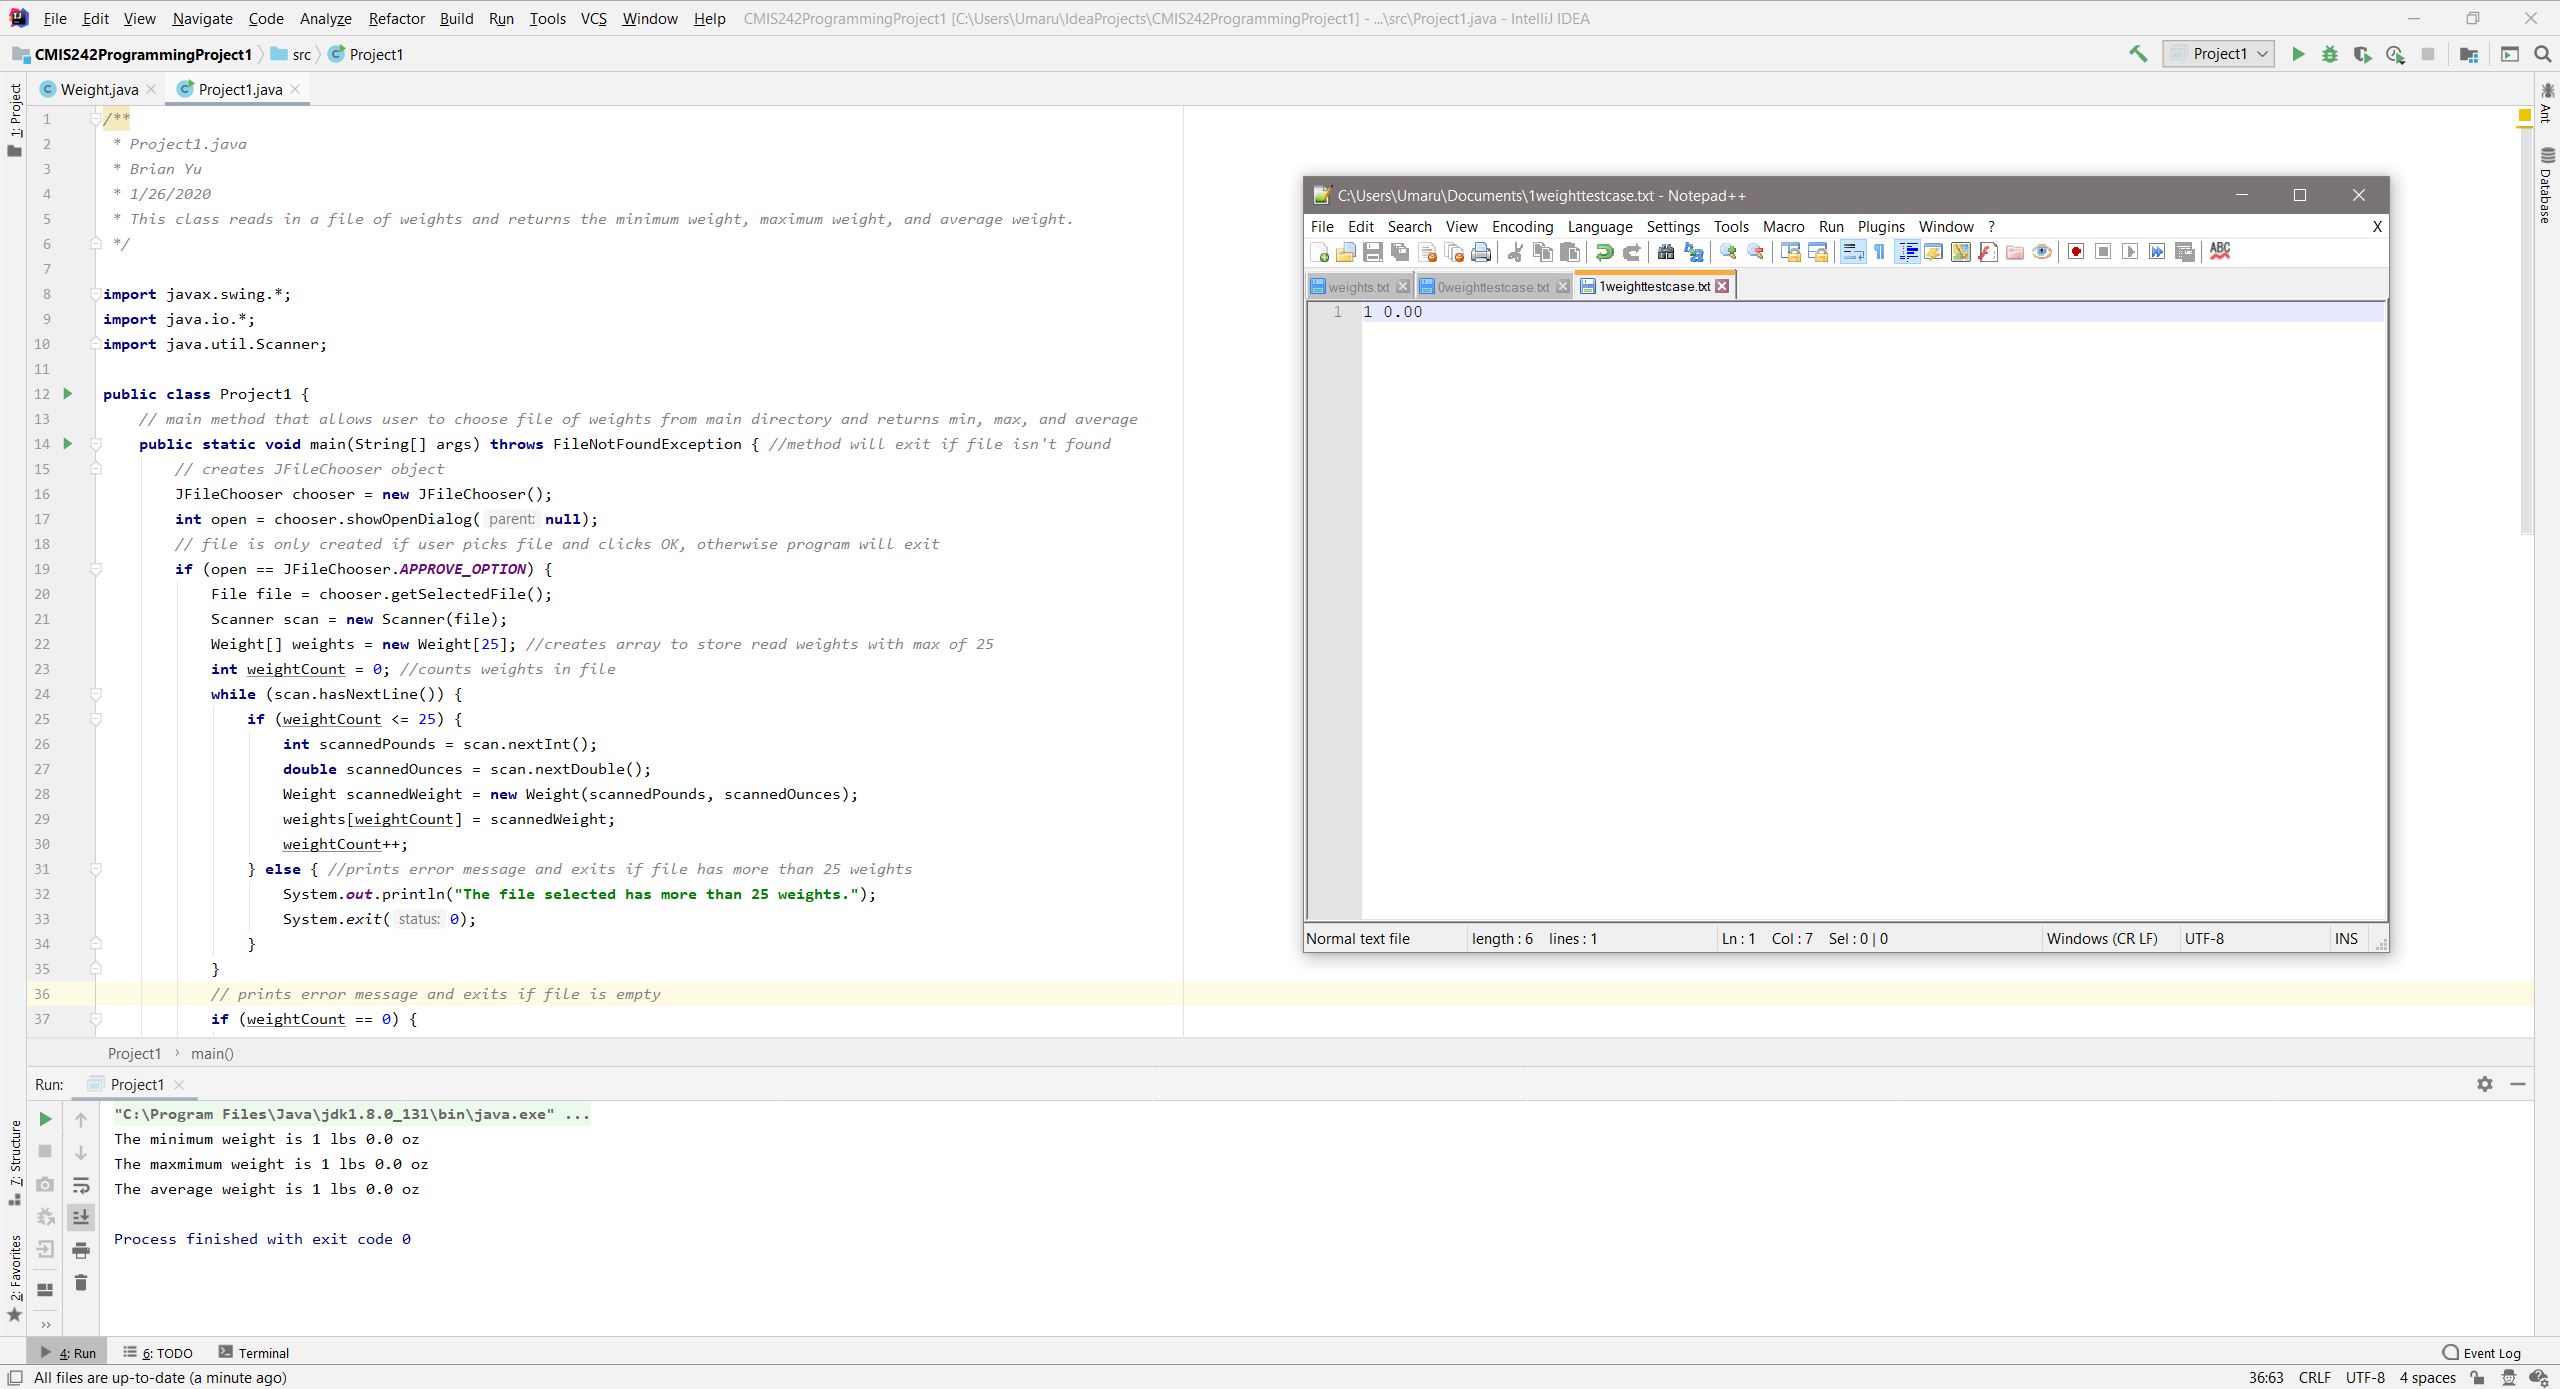 File Edit View Navigate Code Analyze Refactor Build Run Tools VCS Window Help CMIS242ProgrammingProject1 [C:\Users\Umaru\IdeaProjects\CMIS242ProgrammingProject1] - ...\src\Project1.java - IntelliJ IDEA
CMIS242ProgrammingProject1 src Project1
Project1
Weight.java Project1.java
1: Project
7: Structure
2: Favorites
Ant
Database
1 /**
2 * Project1.java
3 * Brian Yu
4 * 1/26/2020
5 * This class reads in a file of weights and returns the minimum weight, maximum weight, and average weight.
6 */
7
8 import javax.swing.*;
9 import java.io.*;
10 import java.util.Scanner;
11
12 public class Project1 {
13 // main method that allows user to choose file of weights from main directory and returns min, max, and average
14 public static void main(String[] args) throws FileNotFoundException { //method will exit if file isn't found
15 // creates JFileChooser object
16 JFileChooser chooser = new JFileChooser();
17 int open = chooser.showOpenDialog( parent: null);
18 // file is only created if user picks file and clicks OK, otherwise program will exit
19 if (open == JFileChooser.APPROVE_OPTION) {
20 File file = chooser.getSelectedFile();
21 Scanner scan = new Scanner(file);
22 Weight[] weights = new Weight[25]; //creates array to store read weights with max of 25
23 int weightCount = 0; //counts weights in file
24 while (scan.hasNextLine()) {
25 if (weightCount <= 25) {
26 int scannedPounds = scan.nextInt();
27 double scannedOunces = scan.nextDouble();
28 Weight scannedWeight = new Weight(scannedPounds, scannedOunces);
29 weights[weightCount] = scannedWeight;
30 weightCount++;
31 } else { //prints error message and exits if file has more than 25 weights
32 System.out.println("The file selected has more than 25 weights.");
33 System.exit( status: 0);
34 }
35 }
36 // prints error message and exits if file is empty
37 if (weightCount == 0) {
Project1 main()
C:\Users\Umaru\Documents\1weighttestcase.txt - Notepad++
File Edit Search View Encoding Language Settings Tools Macro Run Plugins Window ? X
ABC
weights.txt 0weighttestcase.txt 1weighttestcase.txt
1 1 0.00
Normal text file length : 6 lines : 1 Ln : 1 Col : 7 Sel : 0 | 0 Windows (CR LF) UTF-8 INS
Run: Project1
"C:\Program Files\Java\jdk1.8.0_131\bin\java.exe" ...
The minimum weight is 1 lbs 0.0 oz
The maxmimum weight is 1 lbs 0.0 oz
The average weight is 1 lbs 0.0 oz
Process finished with exit code 0
4: Run 6: TODO Terminal Event Log
All files are up-to-date (a minute ago) 36:63 CRLF UTF-8 4 spaces